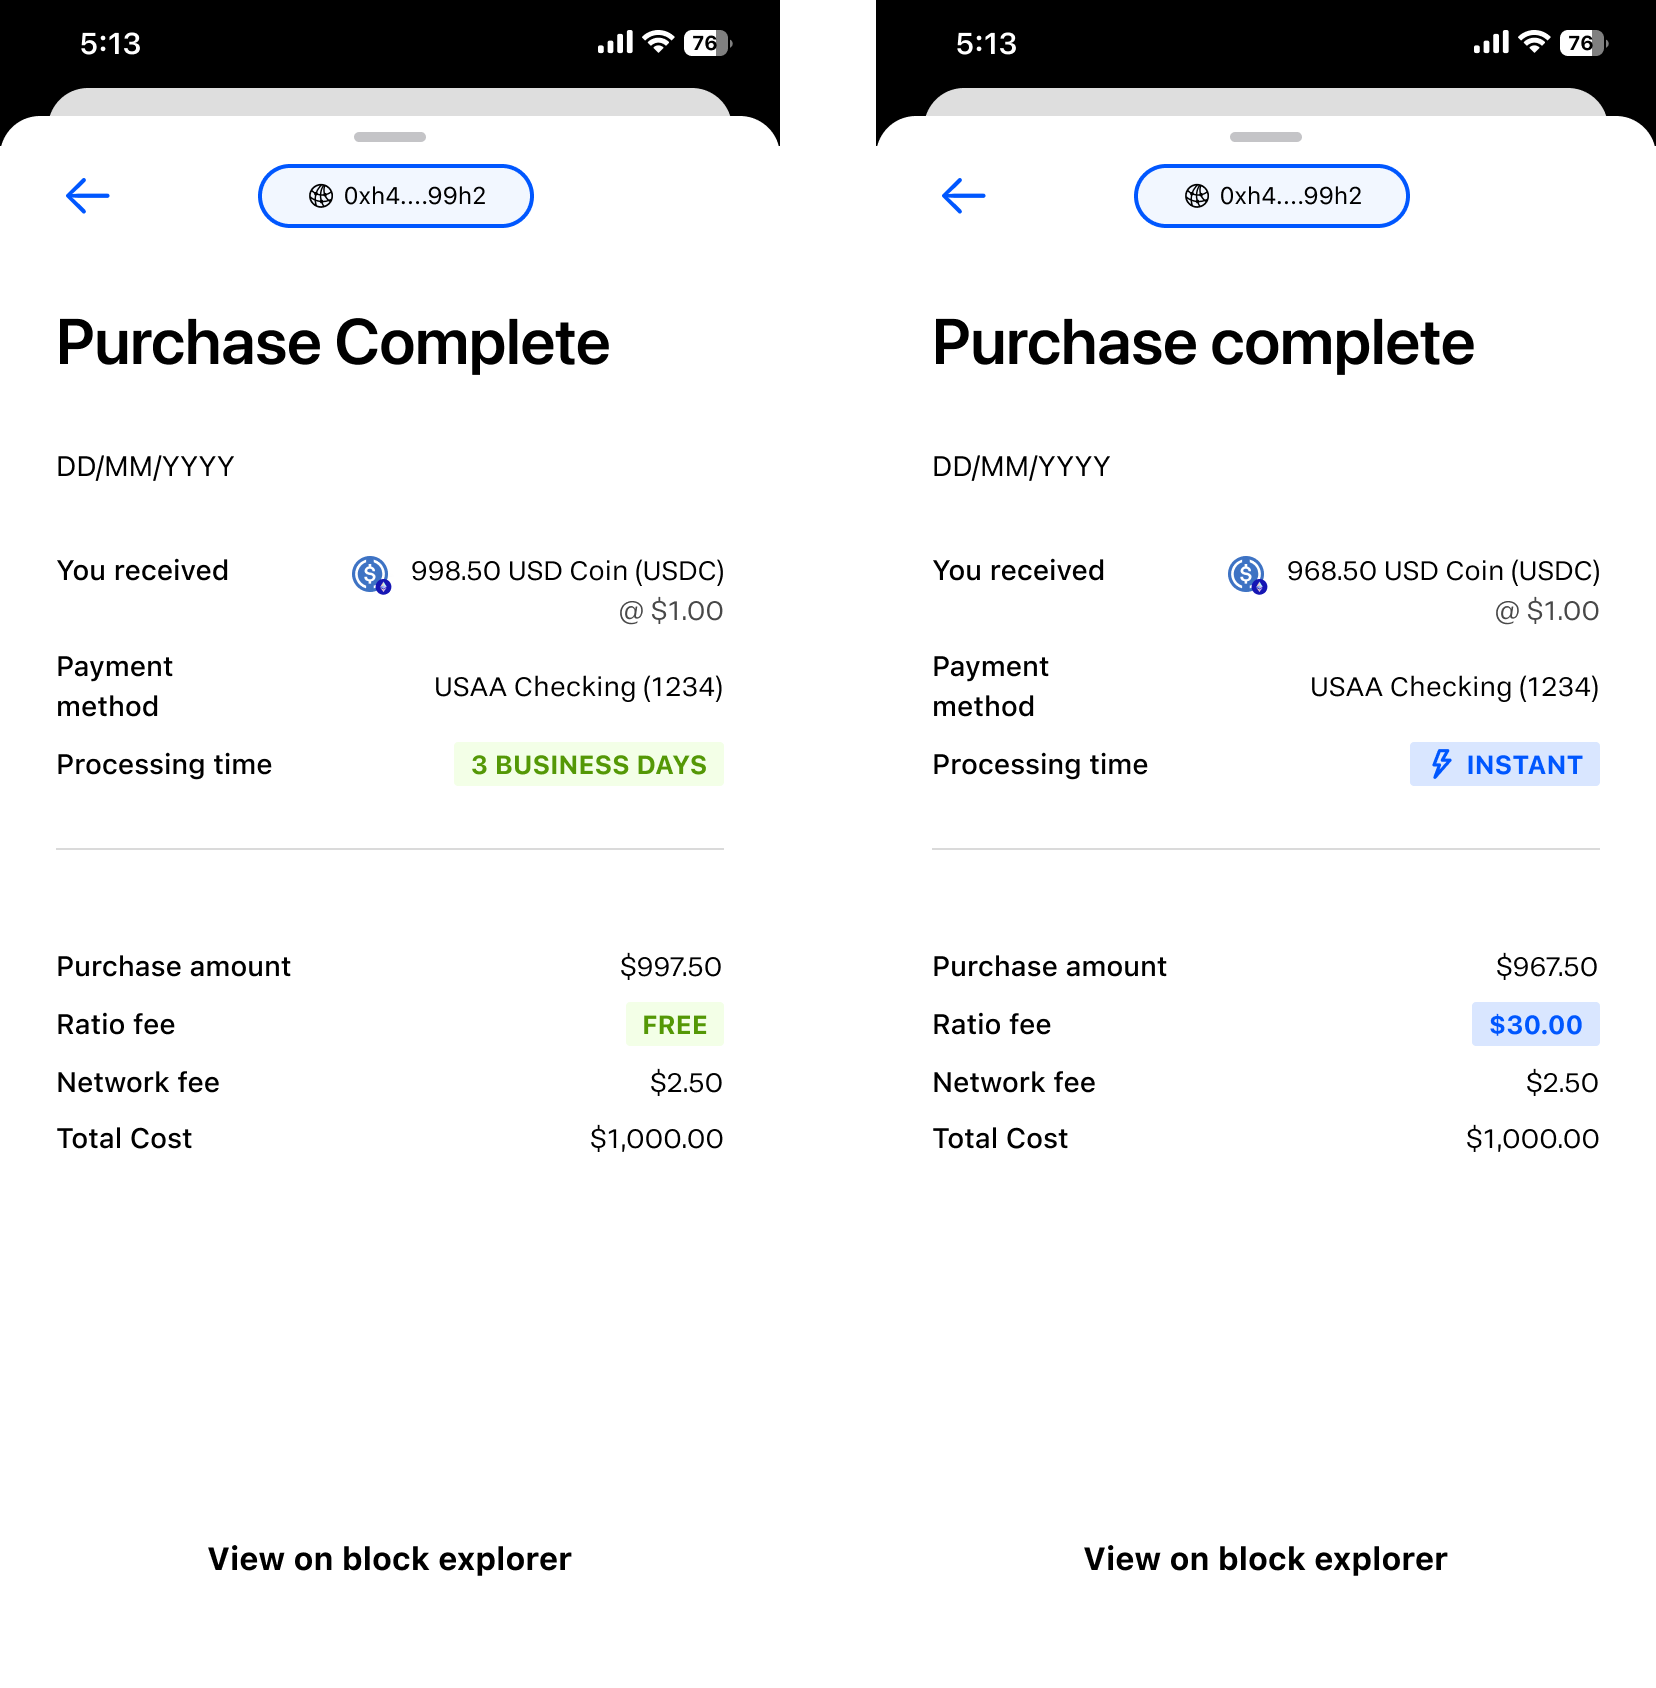 5:13
76
0xh4....99h2
Purchase Complete
DD/MM/YYYY
You received
998.50 USD Coin (USDC)
@ $1.00
Payment
method
USAA Checking (1234)
Processing time
3 BUSINESS DAYS
Purchase amount
$997.50
Ratio fee
FREE
Network fee
$2.50
Total Cost
$1,000.00
View on block explorer
5:13
76
0xh4....99h2
Purchase complete
DD/MM/YYYY
You received
968.50 USD Coin (USDC)
@ $1.00
Payment
method
USAA Checking (1234)
Processing time
INSTANT
Purchase amount
$967.50
Ratio fee
$30.00
Network fee
$2.50
Total Cost
$1,000.00
View on block explorer